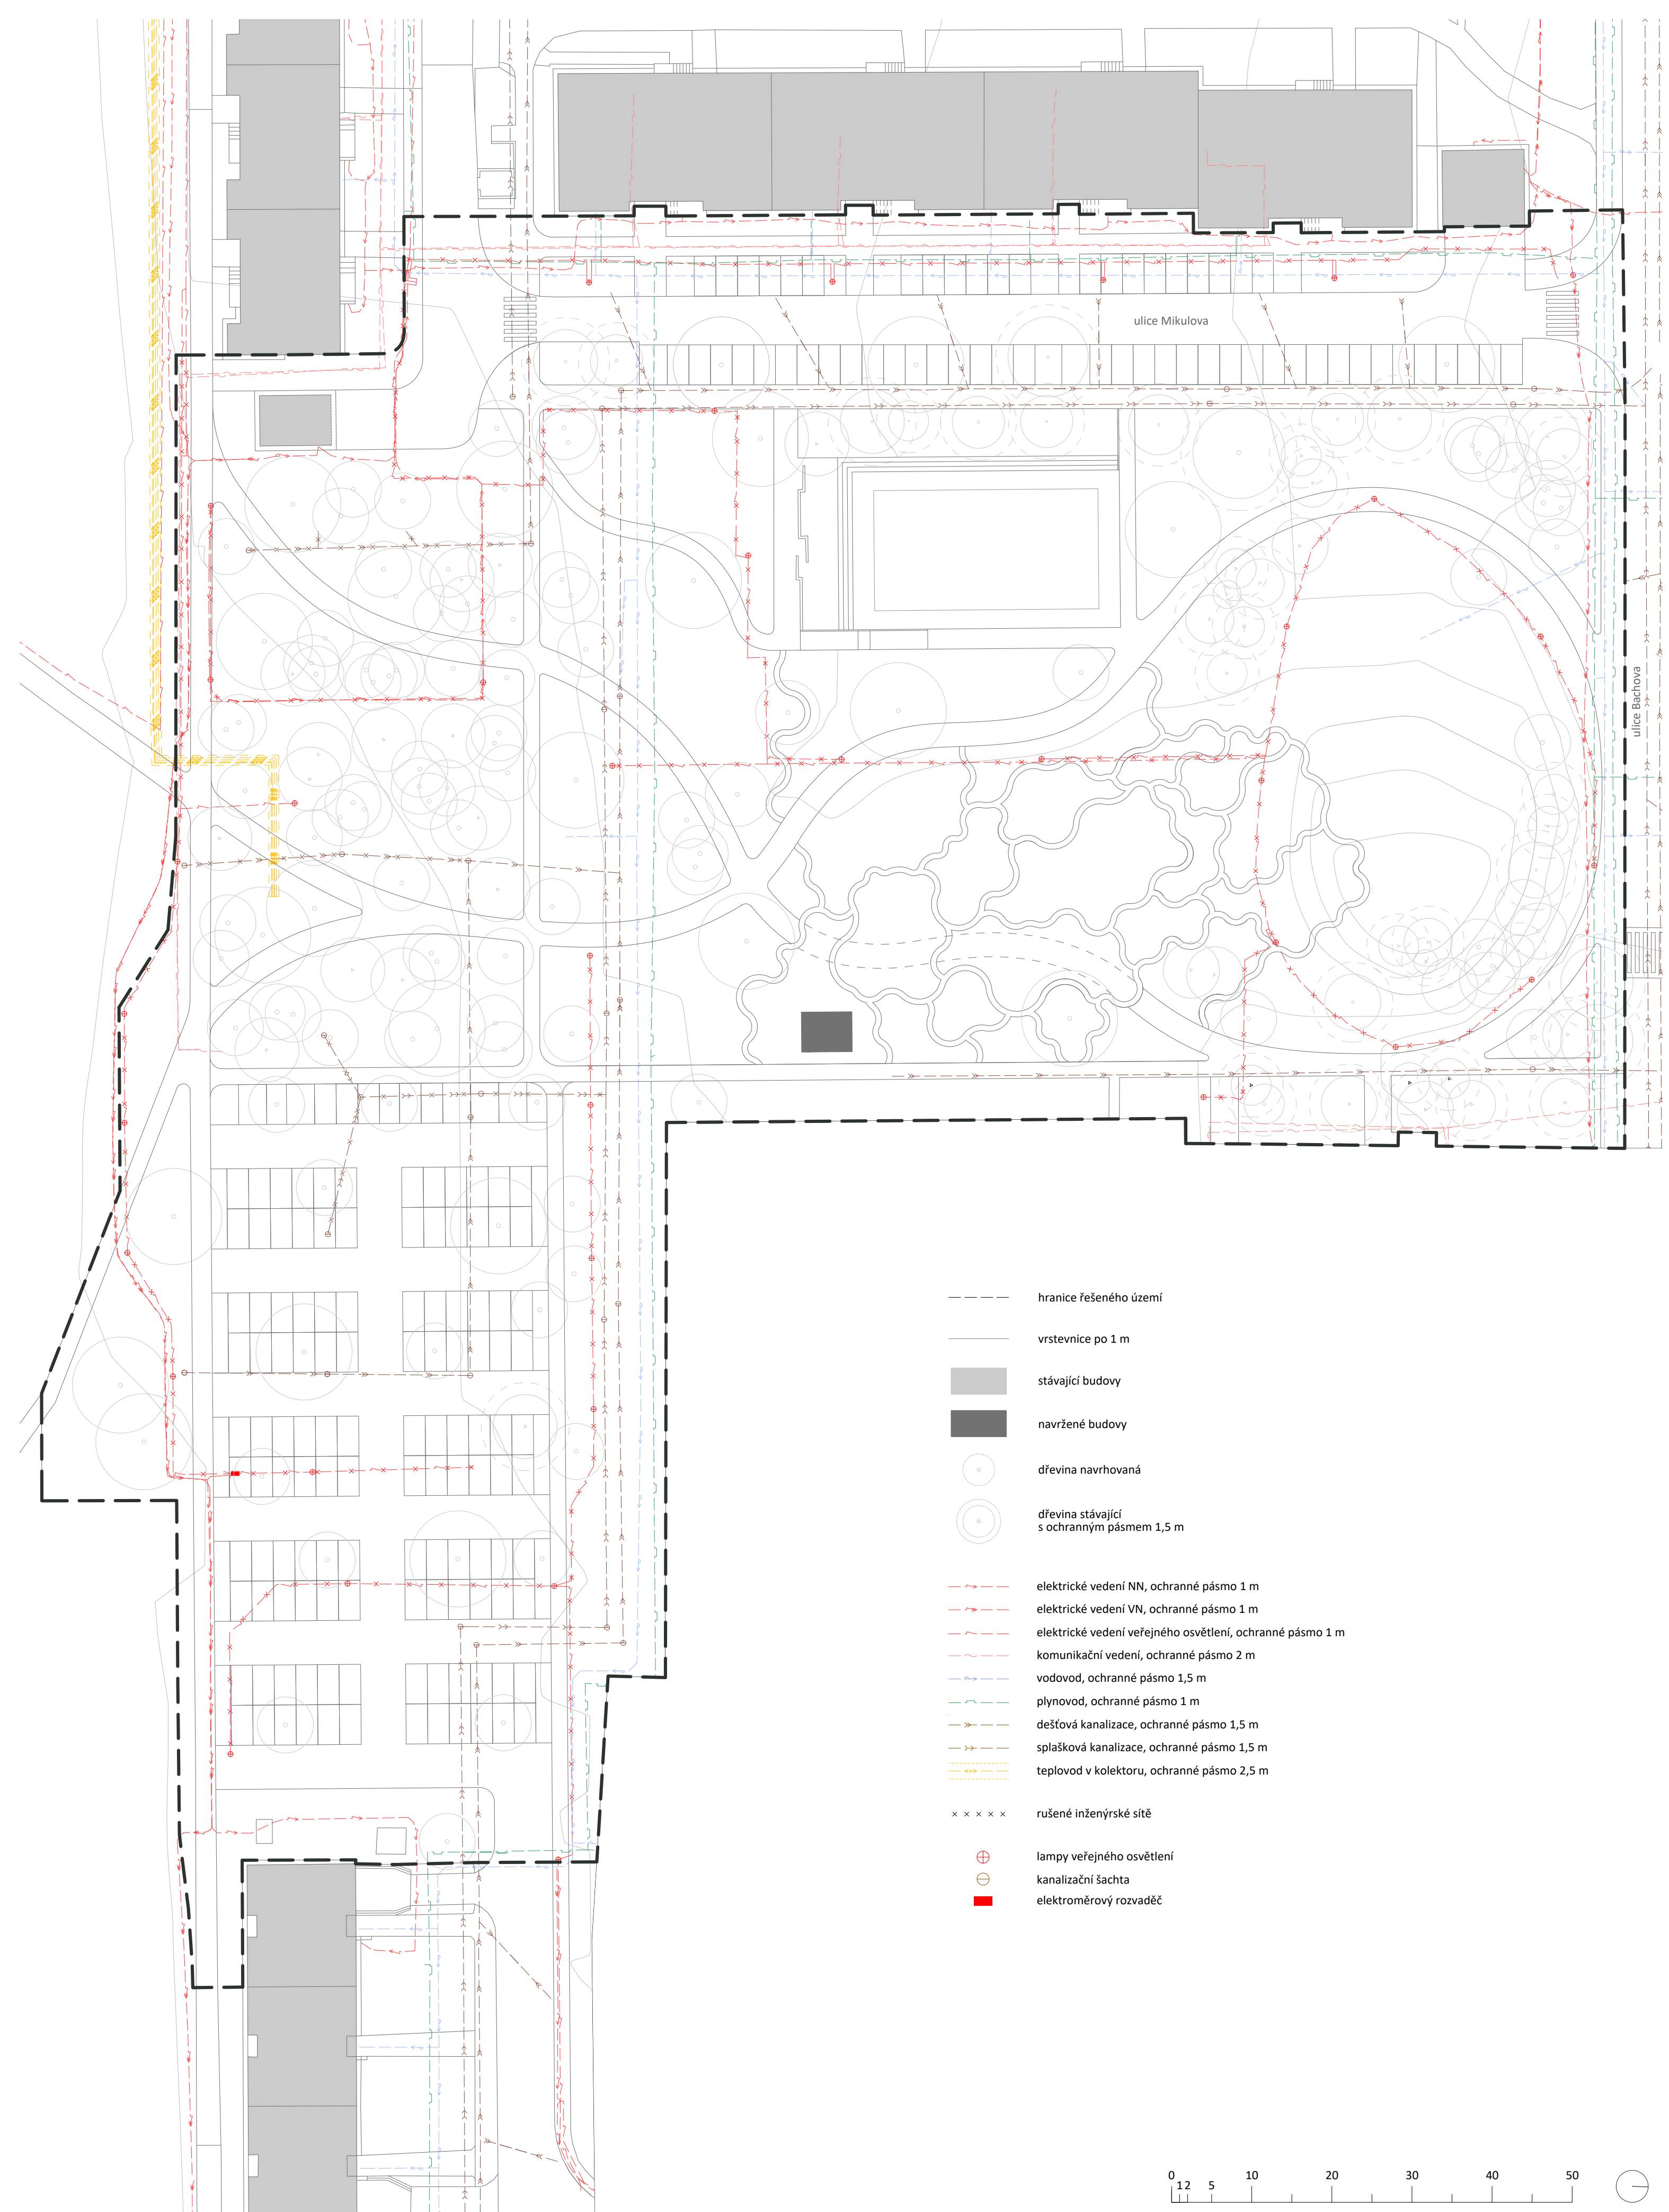 ulice Mikulova
ulice Bachova
hranice řešeného území
vrstevnice po 1 m
stávající budovy
navržené budovy
dřevina navrhovaná
dřevina stávající
s ochranným pásmem 1,5 m
elektrické vedení NN, ochranné pásmo 1 m
elektrické vedení VN, ochranné pásmo 1 m
elektrické vedení veřejného osvětlení, ochranné pásmo 1 m
komunikační vedení, ochranné pásmo 2 m
vodovod, ochranné pásmo 1,5 m
plynovod, ochranné pásmo 1 m
dešťová kanalizace, ochranné pásmo 1,5 m
splašková kanalizace, ochranné pásmo 1,5 m
teplovod v kolektoru, ochranné pásmo 2,5 m
rušené inženýrské sítě
lampy veřejného osvětlení
kanalizační šachta
elektroměrový rozvaděč
0 1 2 5 10 20 30 40 50